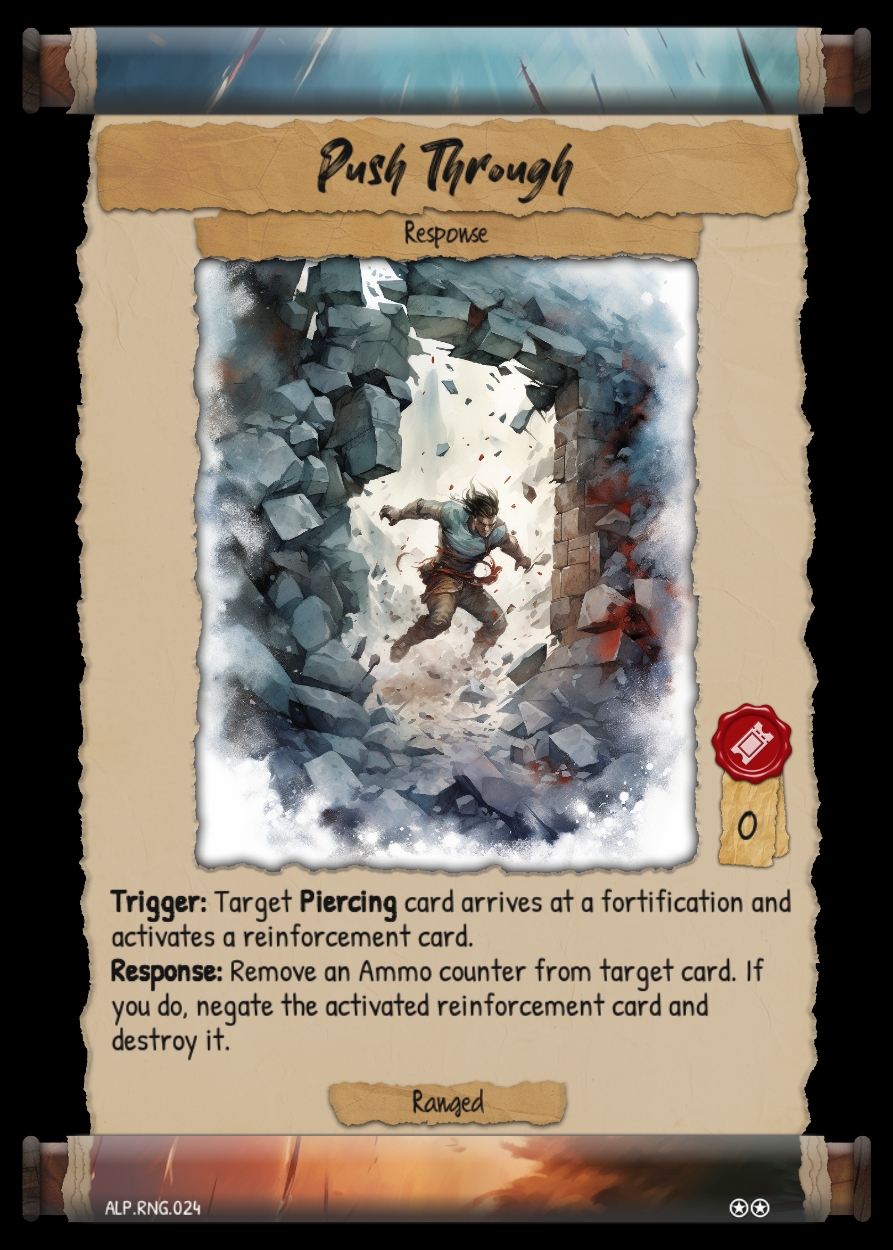 Push Through
Response
0
Trigger: Target Piercing card arrives at a fortification and
activates a reinforcement card.
Response: Remove an Ammo counter from target card. If
you do, negate the activated reinforcement card and
destroy it.
Ranged
ALP.RNG.024